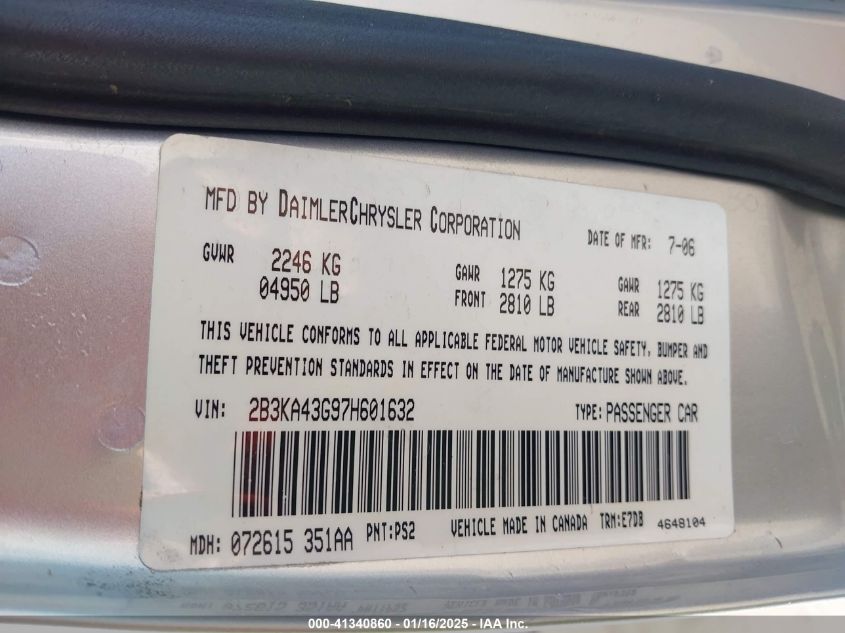 MFD BY DAIMLERCHRYSLER CORPORATION
DATE OF MFR: 7-06
GVWR 2246 KG 04950 LB
GAWR FRONT 1275 KG 2810 LB
GAWR REAR 1275 KG 2810 LB
THIS VEHICLE CONFORMS TO ALL APPLICABLE FEDERAL MOTOR VEHICLE SAFETY, BUMPER AND
THEFT PREVENTION STANDARDS IN EFFECT ON THE DATE OF MANUFACTURE SHOWN ABOVE.
VIN: 2B3KA43G97H601632 TYPE: PASSENGER CAR
MDH: 072615 351AA PNT:PS2 VEHICLE MADE IN CANADA TRM:E7DB 4648104
000-41340860 - 01/16/2025 - IAA Inc.